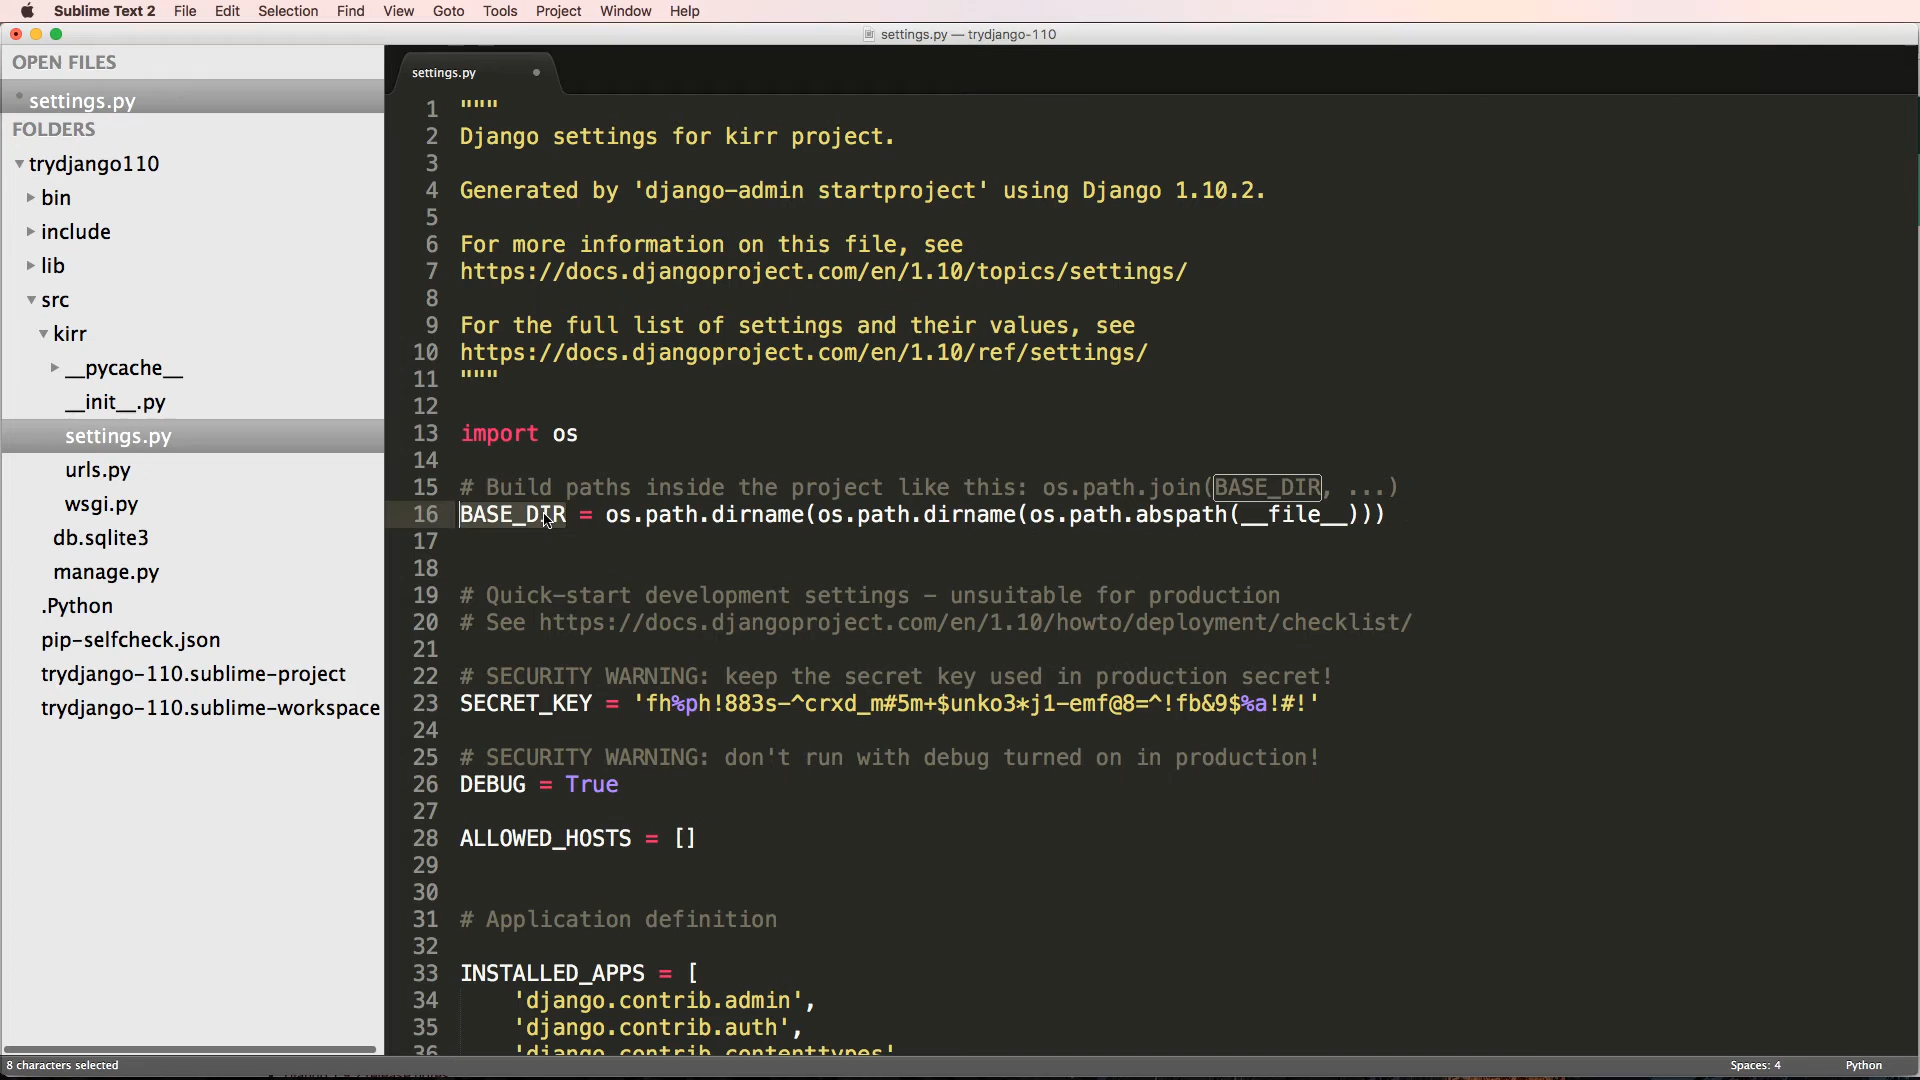 Sublime Text 2 File Edit Selection Find View Goto Tools Project Window Help
settings.py — trydjango-110
OPEN FILES
settings.py
FOLDERS
trydjango110
bin
include
lib
src
kirr
__pycache__
__init__.py
settings.py
urls.py
wsgi.py
db.sqlite3
manage.py
.Python
pip-selfcheck.json
trydjango-110.sublime-project
trydjango-110.sublime-workspace
settings.py
1 """
2 Django settings for kirr project.
3
4 Generated by 'django-admin startproject' using Django 1.10.2.
5
6 For more information on this file, see
7 https://docs.djangoproject.com/en/1.10/topics/settings/
8
9 For the full list of settings and their values, see
10 https://docs.djangoproject.com/en/1.10/ref/settings/
11 """
12
13 import os
14
15 # Build paths inside the project like this: os.path.join(BASE_DIR, ...)
16 BASE_DIR = os.path.dirname(os.path.dirname(os.path.abspath(__file__)))
17
18
19 # Quick-start development settings - unsuitable for production
20 # See https://docs.djangoproject.com/en/1.10/howto/deployment/checklist/
21
22 # SECURITY WARNING: keep the secret key used in production secret!
23 SECRET_KEY = 'fh%ph!883s-^crxd_m#5m+$unko3*j1-emf@8=^!fb&9$%a!#!'
24
25 # SECURITY WARNING: don't run with debug turned on in production!
26 DEBUG = True
27
28 ALLOWED_HOSTS = []
29
30
31 # Application definition
32
33 INSTALLED_APPS = [
34 'django.contrib.admin',
35 'django.contrib.auth',
36 'django.contrib.contenttypes'
8 characters selected
Spaces: 4 Python